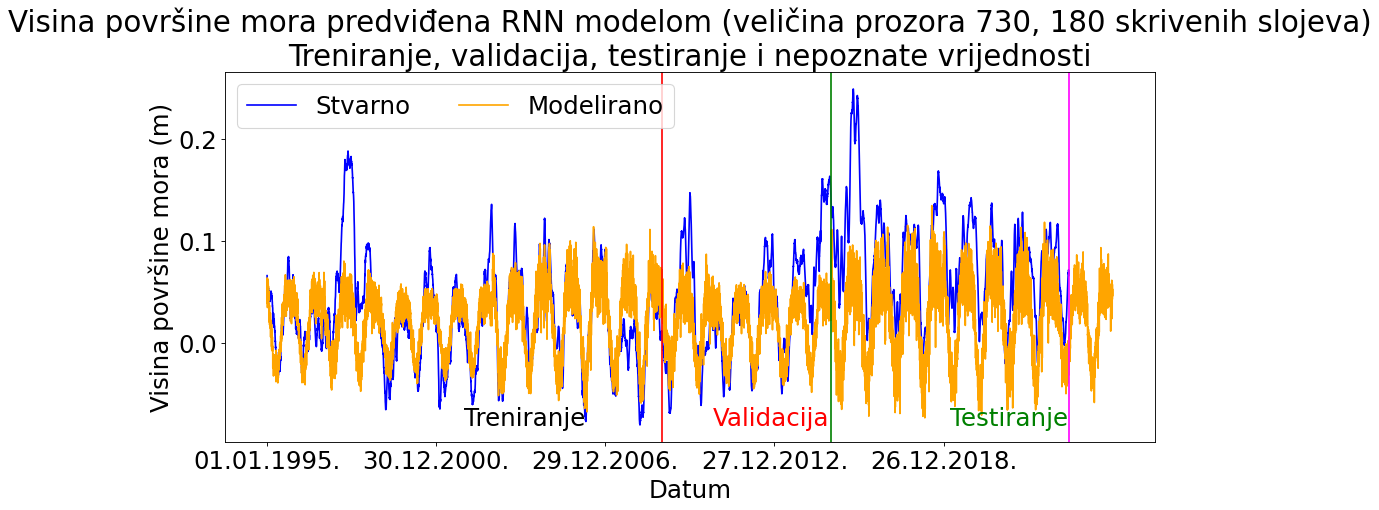 Visina površine mora predviđena RNN modelom (veličina prozora 730, 180 skrivenih slojeva)
Treniranje, validacija, testiranje i nepoznate vrijednosti
Stvarno Modelirano
Visina površine mora (m)
0.2
0.1
0.0
Treniranje Validacija Testiranje
01.01.1995. 30.12.2000. 29.12.2006. 27.12.2012. 26.12.2018.
Datum